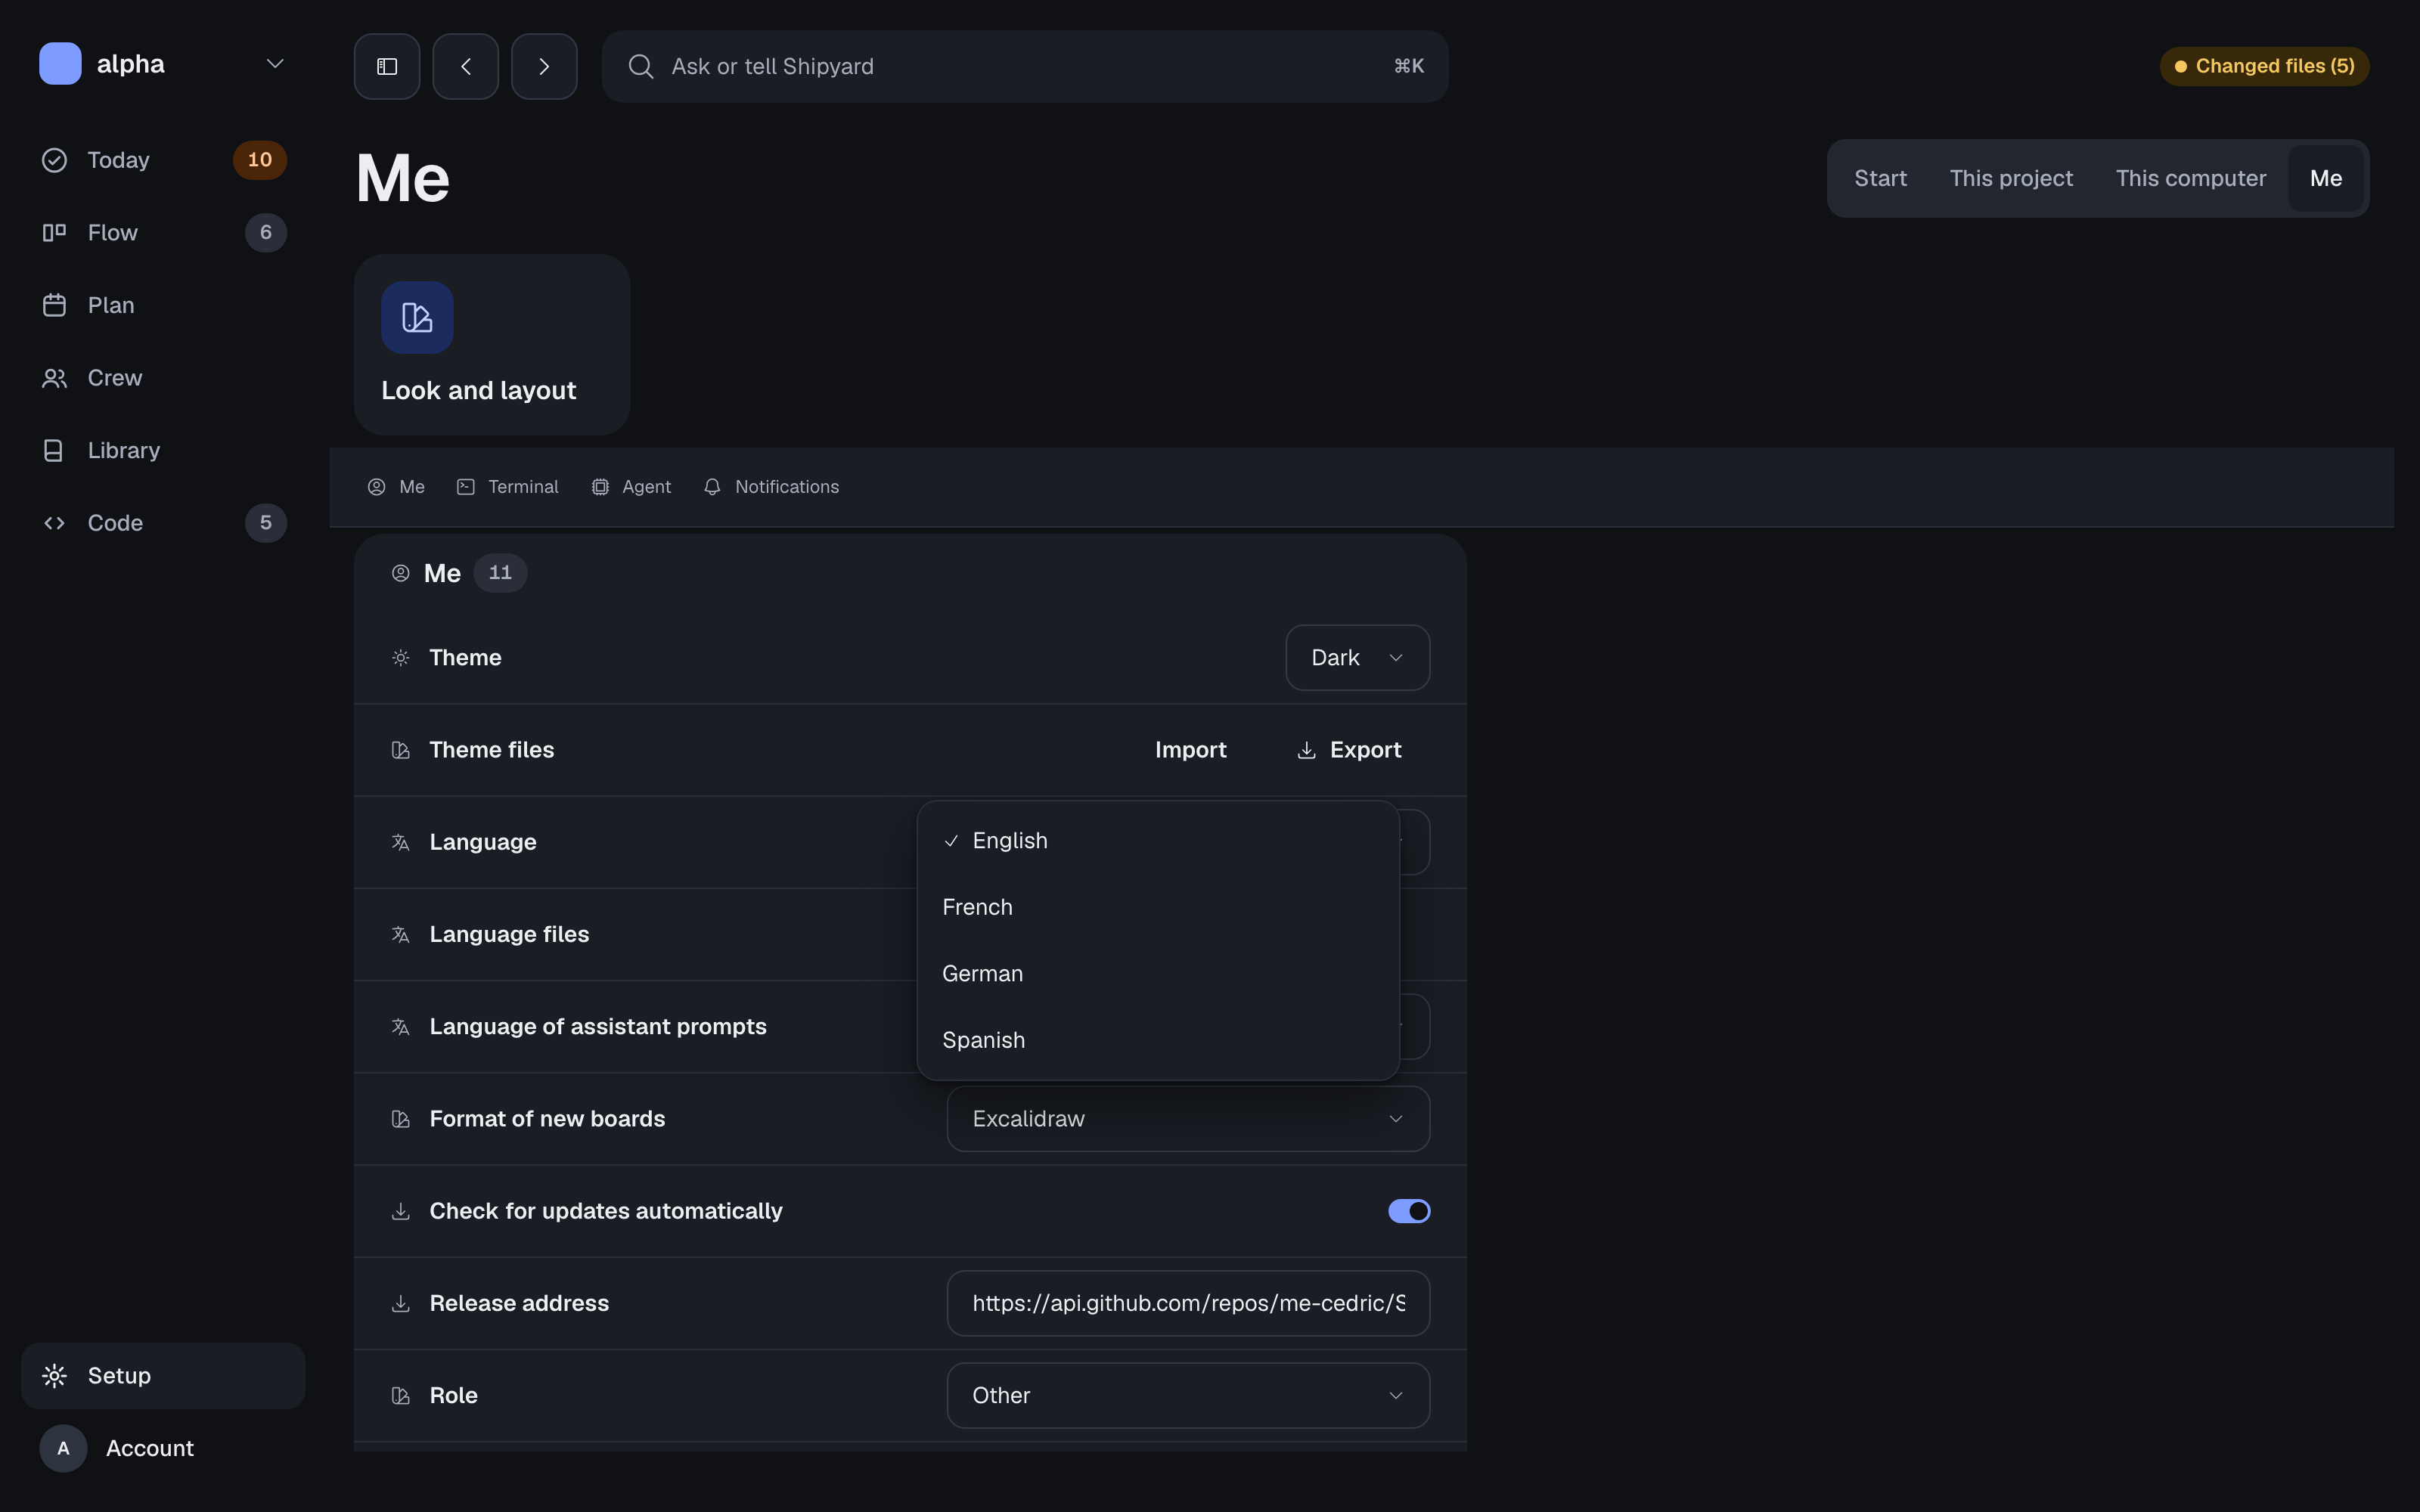 alpha
Ask or tell Shipyard
⌘K
Changed files (5)
Today
10
Flow
6
Plan
Crew
Library
Code
5
Me
Start
This project
This computer
Me
Look and layout
Me
Terminal
Agent
Notifications
Me
11
Theme
Dark
Theme files
Import
Export
Language
English
French
German
Spanish
Language files
Language of assistant prompts
Format of new boards
Excalidraw
Check for updates automatically
Release address
https://api.github.com/repos/me-cedric/S
Role
Other
Setup
A
Account